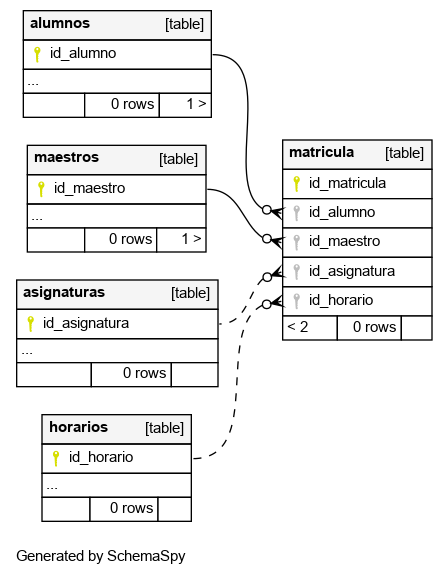 alumnos [table]
id_alumno
...
0 rows 1 >
maestros [table]
id_maestro
...
0 rows 1 >
matricula [table]
id_matricula
id_alumno
id_maestro
id_asignatura
id_horario
< 2 0 rows
asignaturas [table]
id_asignatura
...
0 rows
horarios [table]
id_horario
...
0 rows
Generated by SchemaSpy